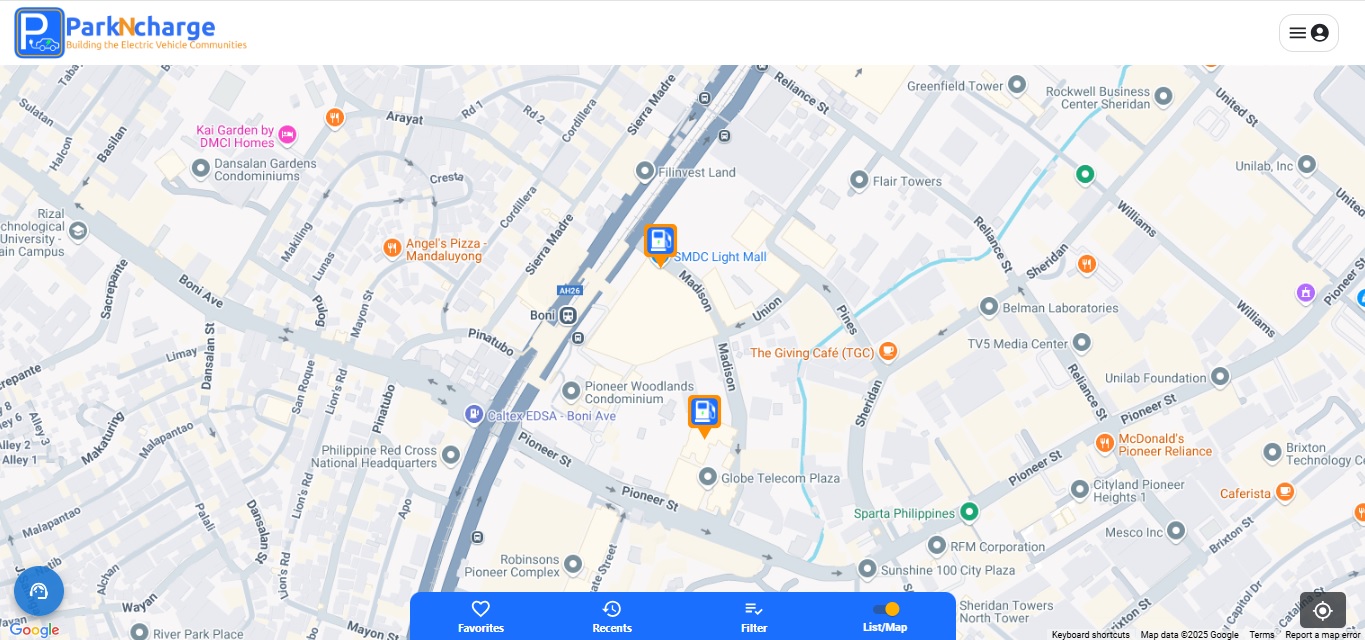 ParkNcharge
Building the Electric Vehicle Communities
Sulatan
Halcon
Basilan
Kai Garden by
DMCI Homes
Dansalan Gardens
Condominiums
Arayat
Rd 1
Rd 2
Cordillera
Sierra Madre
Reliance St
Greenfield Tower
Rockwell Business
Center Sheridan
United St
Unilab, Inc
Filinvest Land
Flair Towers
Cresta
Cordillera
Williams
Rizal
chnological
University -
ain Campus
Makiling
Lunas
Angel's Pizza -
Mandaluyong
Sierra Madre
SMDC Light Mall
Reliance St
Sheridan
Pioneer St
Sacrepante
Boni Ave
Pulog
Mayon St
AH26
Boni
Madison
Union
Pines
Belman Laboratories
Williams
Pinatubo
Limay
Dansalan St
Madison
The Giving Café (TGC)
TV5 Media Center
crepante
San Roque
Lion's Rd
Pinatubo
Pioneer Woodlands
Condominium
Sheridan
Reliance St
Unilab Foundation
Pioneer St
Alley 3
Alley 2
Alley 1
Makaturing
Malapantao
Caltex EDSA - Boni Ave
Pioneer St
McDonald's
Pioneer Reliance
Brixton
Technology C
Philippine Red Cross
National Headquarters
Globe Telecom Plaza
Pioneer St
Cityland Pioneer
Heights 1
Caferista
Lion's Rd
Apo
Pioneer St
Malapantao
Palali
Dansalan St
Sparta Philippines
Mesco Inc
Brixton St
RFM Corporation
Robinsons
Pioneer Complex
Sunshine 100 City Plaza
Alchan
Lion's Rd
Wayan
Mayon St
River Park Place
Sheridan Towers
North Tower
Capitol Dr
Favorites
Recents
Filter
List/Map
Google
Keyboard shortcuts
Map data ©2025 Google
Terms
Report a map error